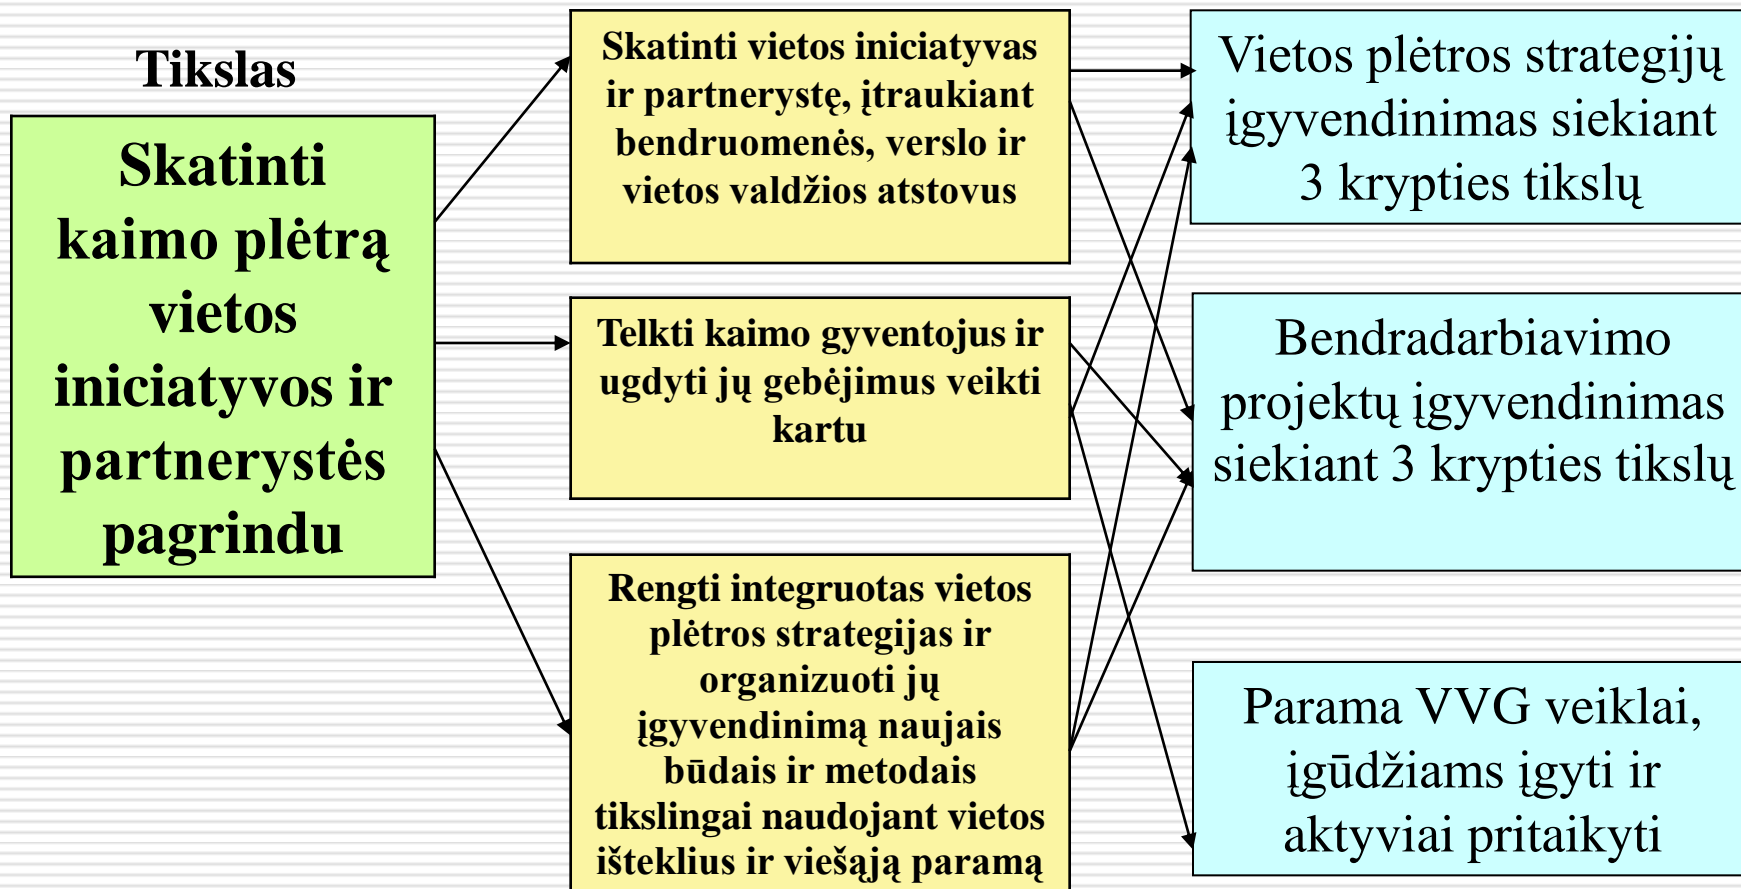 Tikslas
Skatinti
kaimo plėtrą
vietos
iniciatyvos ir
partnerystės
pagrindu
Skatinti vietos iniciatyvas
ir partnerystę, įtraukiant
bendruomenės, verslo ir
vietos valdžios atstovus
Telkti kaimo gyventojus ir
ugdyti jų gebėjimus veikti
kartu
Rengti integruotas vietos
plėtros strategijas ir
organizuoti jų
įgyvendinimą naujais
būdais ir metodais
tikslingai naudojant vietos
išteklius ir viešąją paramą
Vietos plėtros strategijų
įgyvendinimas siekiant
3 krypties tikslų
Bendradarbiavimo
projektų įgyvendinimas
siekiant 3 krypties tikslų
Parama VVG veiklai,
įgūdžiams įgyti ir
aktyviai pritaikyti